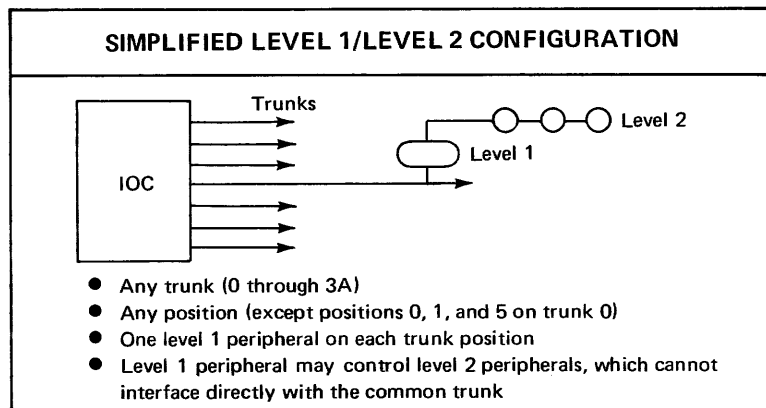 SIMPLIFIED LEVEL 1/LEVEL 2 CONFIGURATION
Trunks
Level 2
Level 1
IOC
● Any trunk (0 through 3A)
● Any position (except positions 0, 1, and 5 on trunk 0)
● One level 1 peripheral on each trunk position
● Level 1 peripheral may control level 2 peripherals, which cannot
interface directly with the common trunk